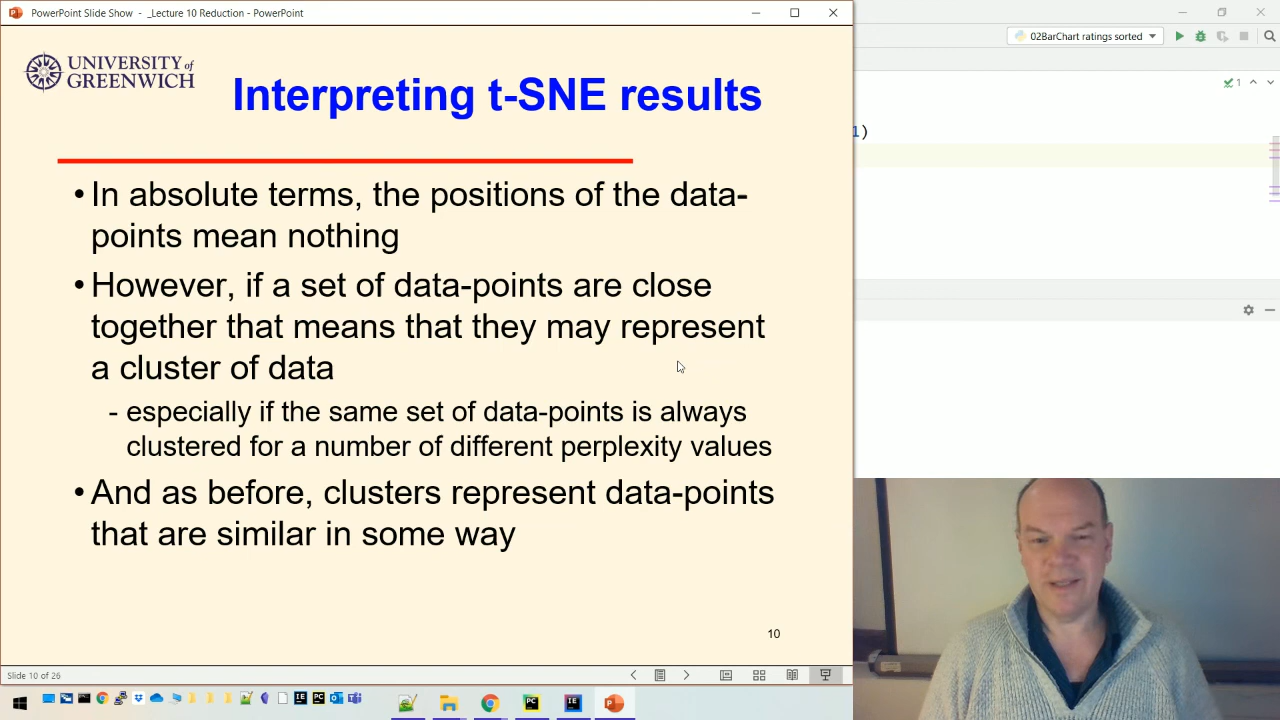 PowerPoint Slide Show - _Lecture 10 Reduction - PowerPoint
02BarChart ratings sorted
1
1)
UNIVERSITY of
GREENWICH
Interpreting t-SNE results
•In absolute terms, the positions of the data-
points mean nothing
•However, if a set of data-points are close
together that means that they may represent
a cluster of data
- especially if the same set of data-points is always
clustered for a number of different perplexity values
•And as before, clusters represent data-points
that are similar in some way
10
Slide 10 of 26